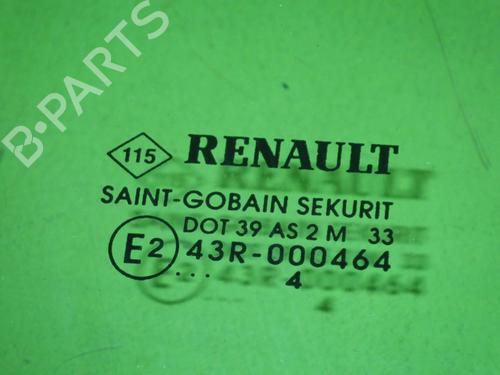 B-PARTS
115 RENAULT
SAINT-GOBAIN SEKURIT
DOT 39 AS 2 M 33
E2 43R-000464
... 4